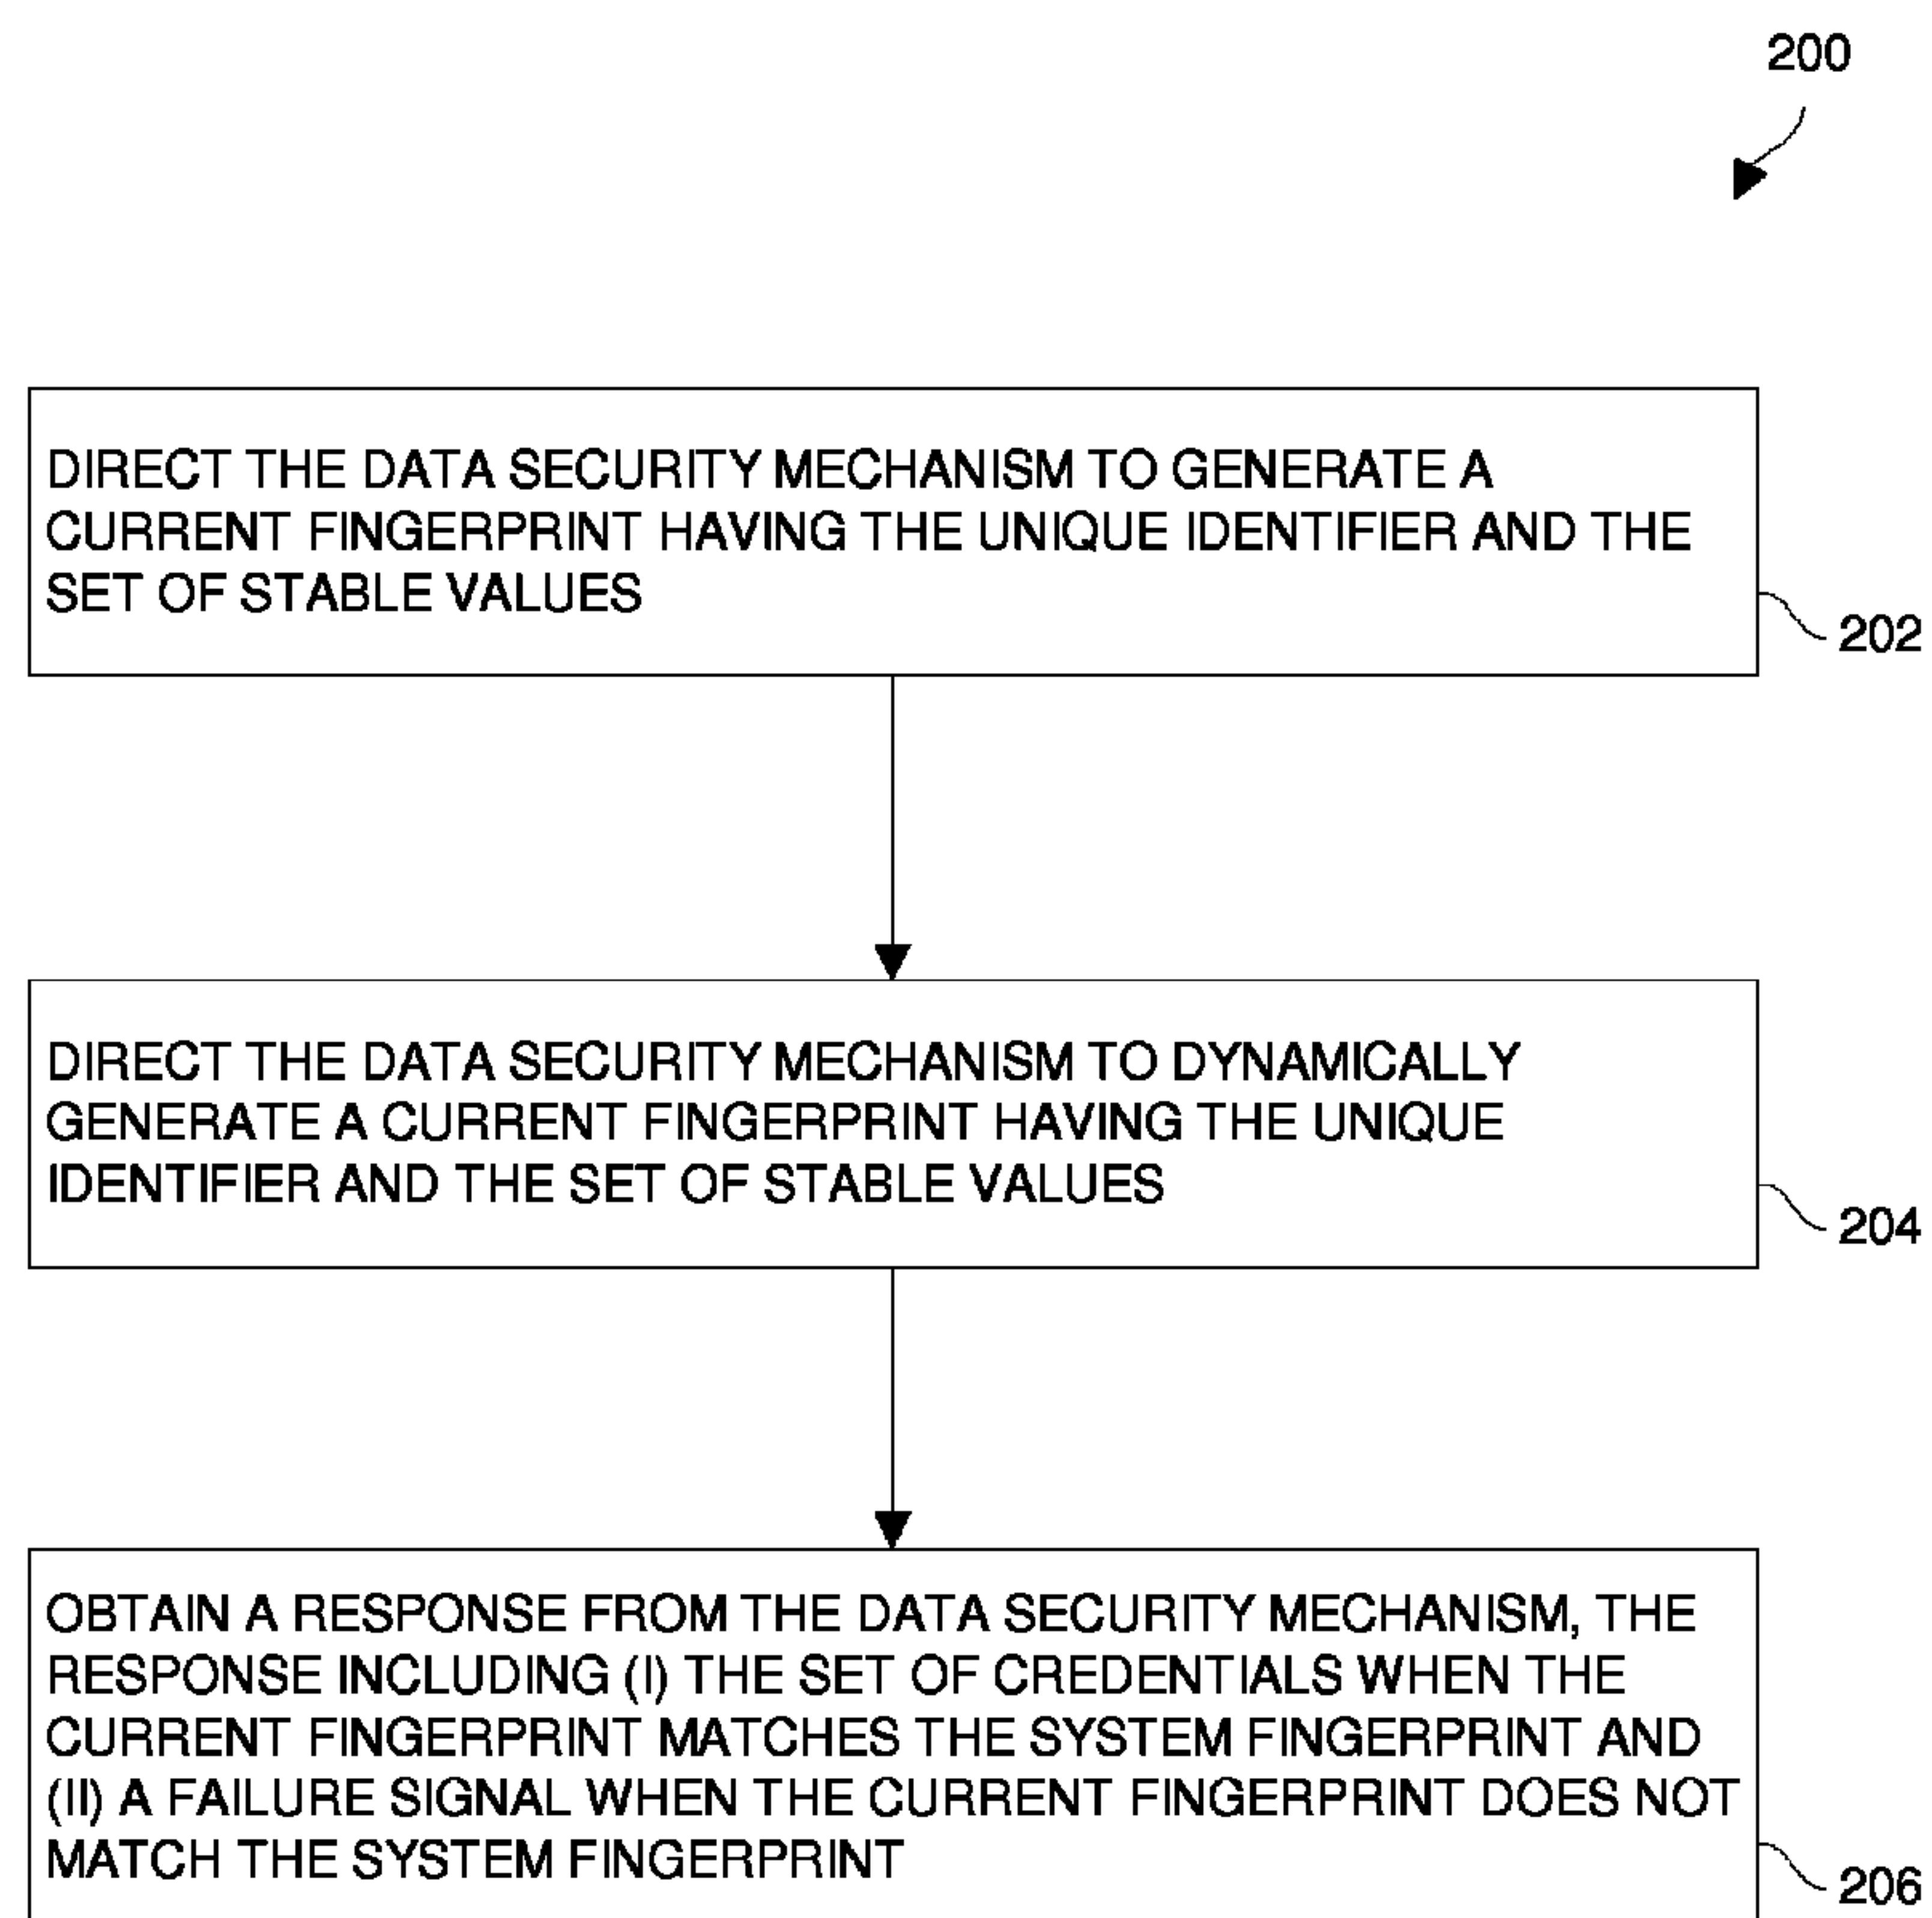 200
DIRECT THE DATA SECURITY MECHANISM TO GENERATE A
CURRENT FINGERPRINT HAVING THE UNIQUE IDENTIFIER AND THE
SET OF STABLE VALUES
202
DIRECT THE DATA SECURITY MECHANISM TO DYNAMICALLY
GENERATE A CURRENT FINGERPRINT HAVING THE UNIQUE
IDENTIFIER AND THE SET OF STABLE VALUES
204
OBTAIN A RESPONSE FROM THE DATA SECURITY MECHANISM, THE
RESPONSE INCLUDING (I) THE SET OF CREDENTIALS WHEN THE
CURRENT FINGERPRINT MATCHES THE SYSTEM FINGERPRINT AND
(II) A FAILURE SIGNAL WHEN THE CURRENT FINGERPRINT DOES NOT
MATCH THE SYSTEM FINGERPRINT
206